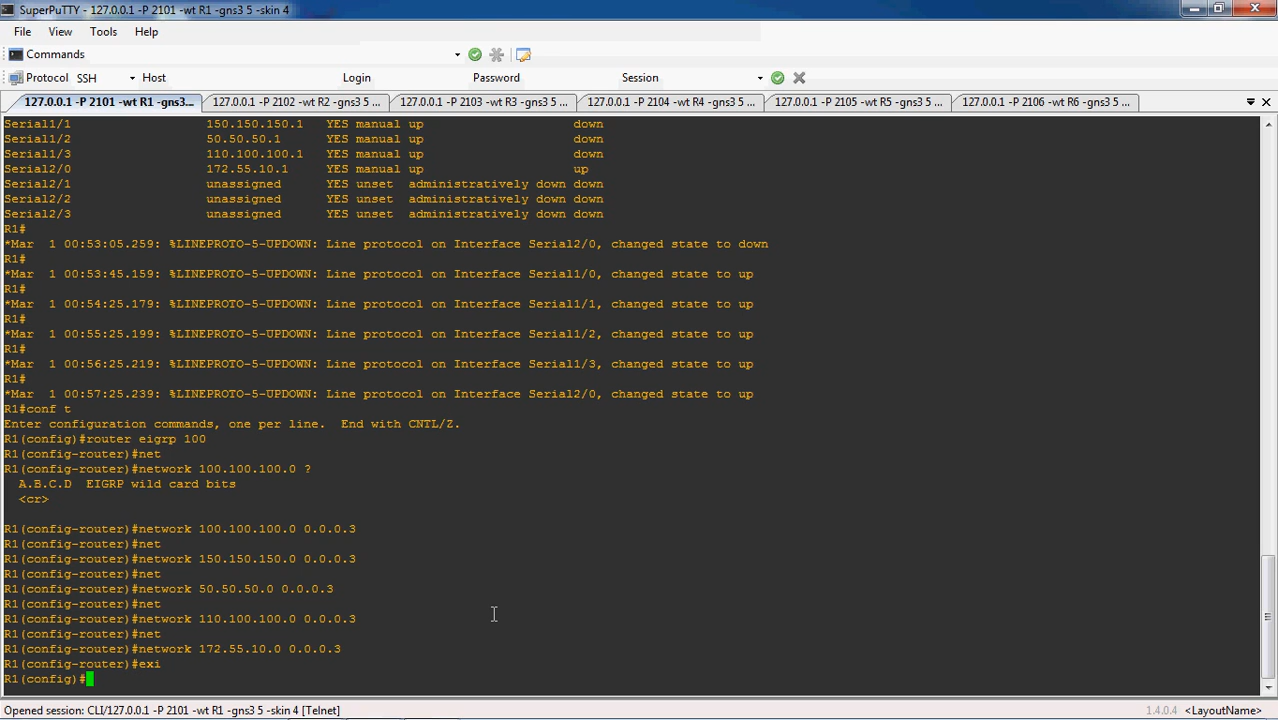 SuperPuTTY - 127.0.0.1 -P 2101 -wt R1 -gns3 5 -skin 4
File View Tools Help
Commands
Protocol SSH Host Login Password Session
127.0.0.1 -P 2101 -wt R1 -gns3... 127.0.0.1 -P 2102 -wt R2 -gns3 5 ... 127.0.0.1 -P 2103 -wt R3 -gns3 5 ... 127.0.0.1 -P 2104 -wt R4 -gns3 5 ... 127.0.0.1 -P 2105 -wt R5 -gns3 5 ... 127.0.0.1 -P 2106 -wt R6 -gns3 5 ...
Serial1/1 150.150.150.1 YES manual up down
Serial1/2 50.50.50.1 YES manual up down
Serial1/3 110.100.100.1 YES manual up down
Serial2/0 172.55.10.1 YES manual up up
Serial2/1 unassigned YES unset administratively down down
Serial2/2 unassigned YES unset administratively down down
Serial2/3 unassigned YES unset administratively down down
R1#
*Mar 1 00:53:05.259: %LINEPROTO-5-UPDOWN: Line protocol on Interface Serial2/0, changed state to down
R1#
*Mar 1 00:53:45.159: %LINEPROTO-5-UPDOWN: Line protocol on Interface Serial1/0, changed state to up
R1#
*Mar 1 00:54:25.179: %LINEPROTO-5-UPDOWN: Line protocol on Interface Serial1/1, changed state to up
R1#
*Mar 1 00:55:25.199: %LINEPROTO-5-UPDOWN: Line protocol on Interface Serial1/2, changed state to up
R1#
*Mar 1 00:56:25.219: %LINEPROTO-5-UPDOWN: Line protocol on Interface Serial1/3, changed state to up
R1#
*Mar 1 00:57:25.239: %LINEPROTO-5-UPDOWN: Line protocol on Interface Serial2/0, changed state to up
R1#conf t
Enter configuration commands, one per line. End with CNTL/Z.
R1(config)#router eigrp 100
R1(config-router)#net
R1(config-router)#network 100.100.100.0 ?
A.B.C.D EIGRP wild card bits
<cr>
R1(config-router)#network 100.100.100.0 0.0.0.3
R1(config-router)#net
R1(config-router)#network 150.150.150.0 0.0.0.3
R1(config-router)#net
R1(config-router)#network 50.50.50.0 0.0.0.3
R1(config-router)#net
R1(config-router)#network 110.100.100.0 0.0.0.3
R1(config-router)#net
R1(config-router)#network 172.55.10.0 0.0.0.3
R1(config-router)#exi
R1(config)#
Opened session: CLI/127.0.0.1 -P 2101 -wt R1 -gns3 5 -skin 4 [Telnet] 1.4.0.4 <LayoutName>